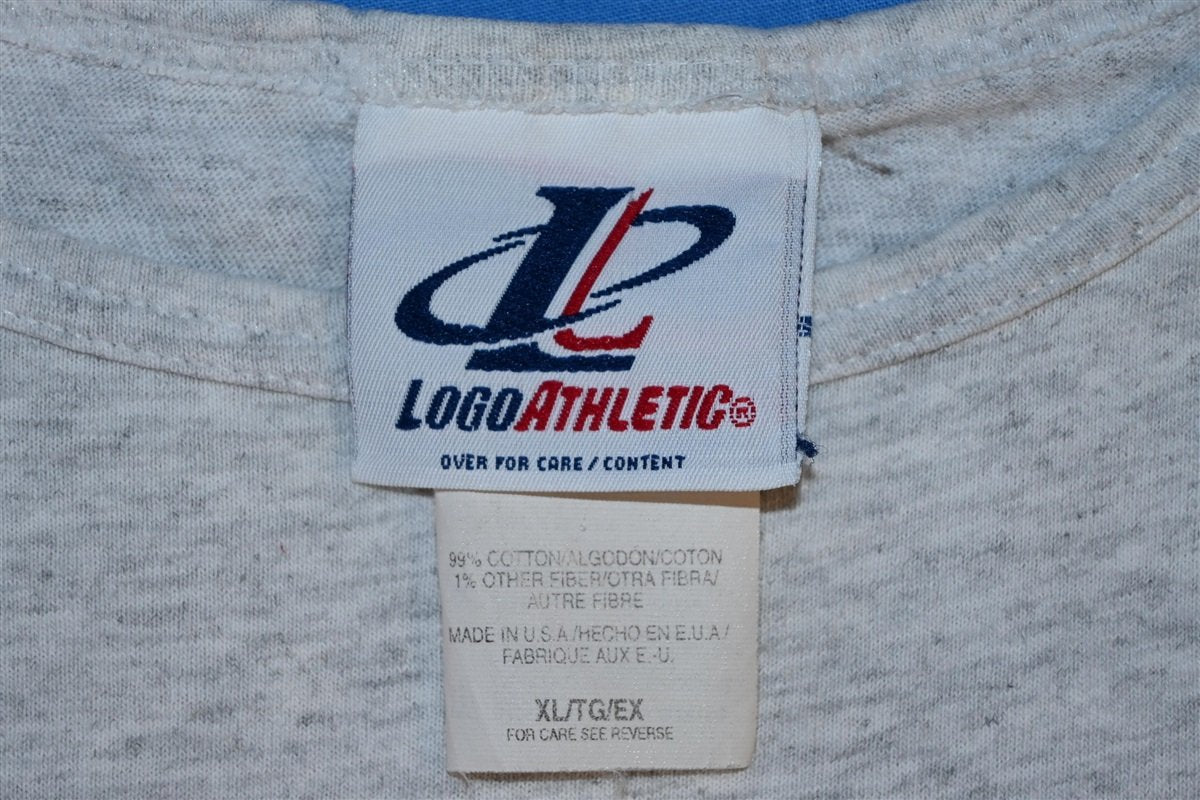 LOGOATHLETIC®
OVER FOR CARE / CONTENT
99% COTTON/ALGODÓN/COTON
1% OTHER FIBER/OTRA FIBRA/
AUTRE FIBRE
MADE IN U.S.A./HECHO EN E.U.A/
FABRIQUE AUX E.-U.
XL/TG/EX
FOR CARE SEE REVERSE